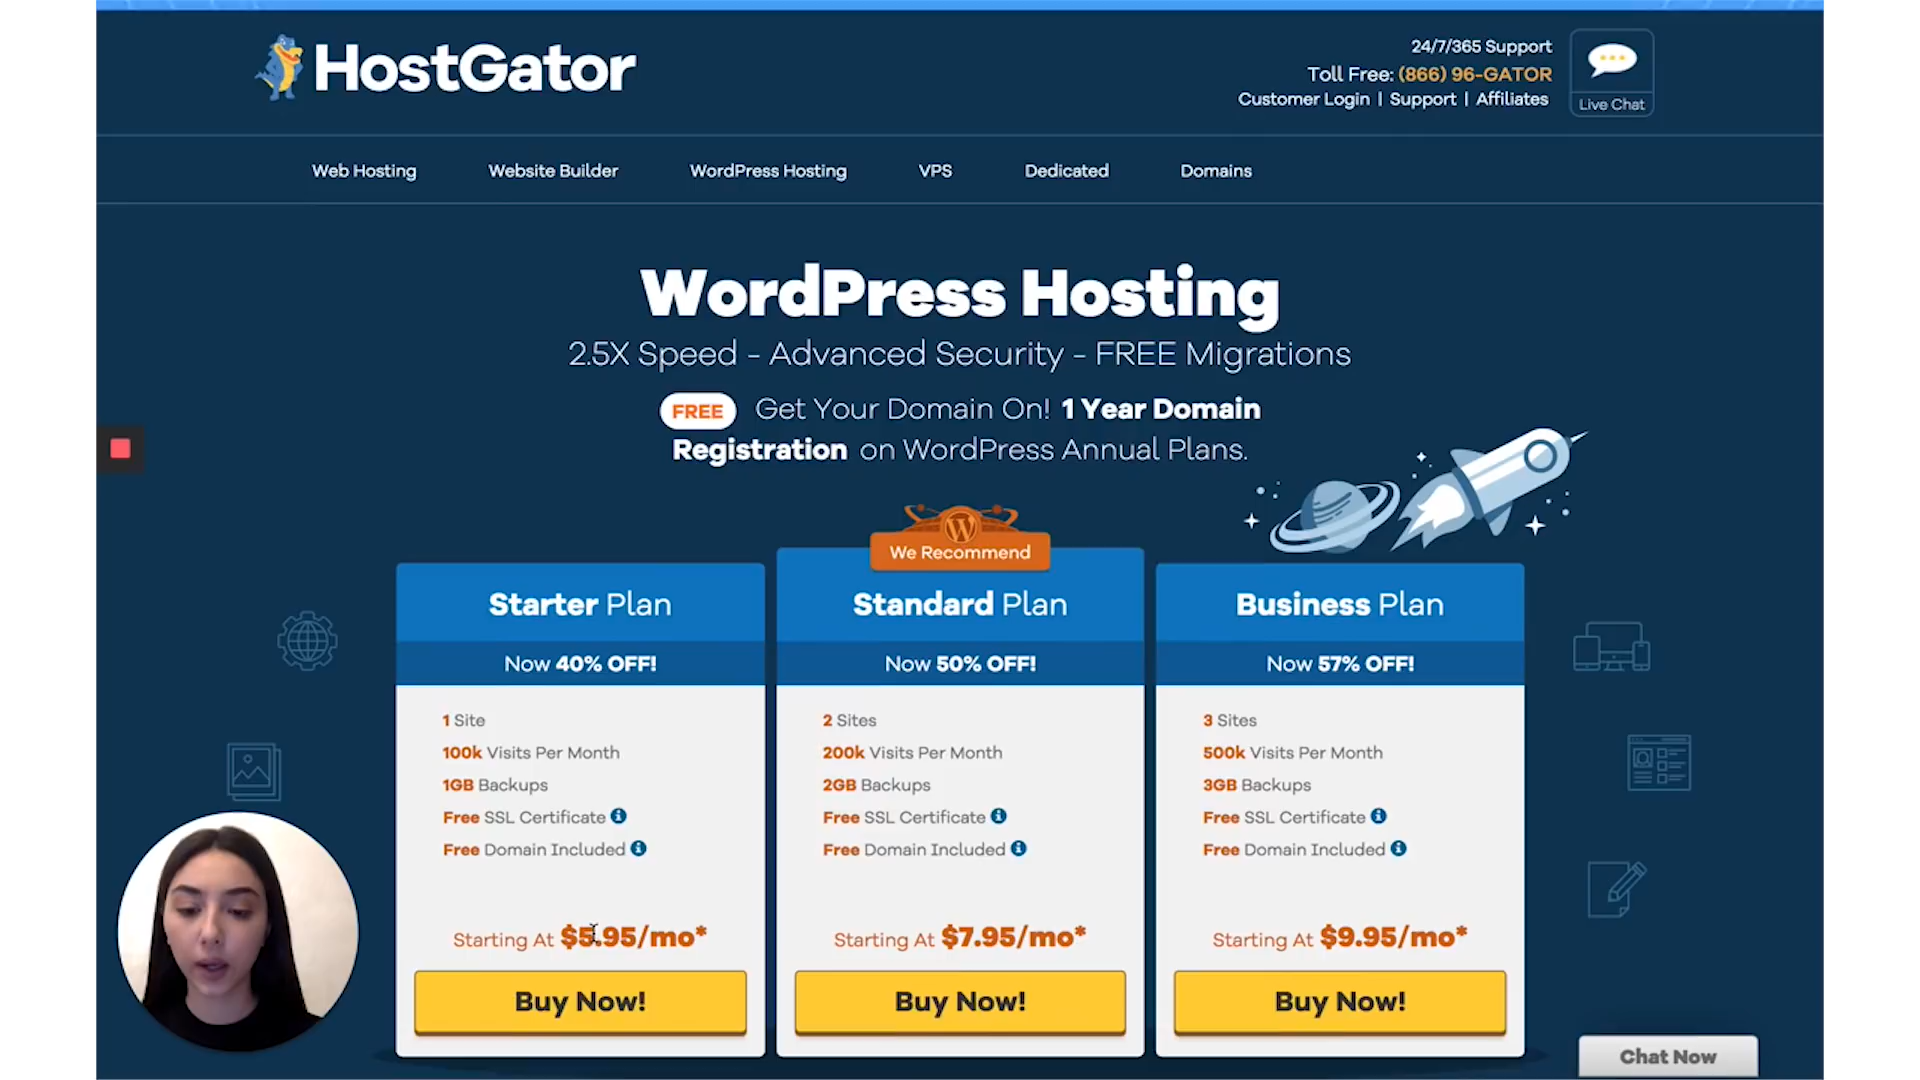 HostGator
24/7/365 Support
Toll Free: (866) 96-GATOR
Customer Login | Support | Affiliates
Live Chat
Web Hosting
Website Builder
WordPress Hosting
VPS
Dedicated
Domains
WordPress Hosting
2.5X Speed - Advanced Security - FREE Migrations
FREE Get Your Domain On! 1 Year Domain
Registration on WordPress Annual Plans.
We Recommend
Starter Plan
Now 40% OFF!
1 Site
100k Visits Per Month
1GB Backups
Free SSL Certificate
Free Domain Included
Starting At $5.95/mo*
Buy Now!
Standard Plan
Now 50% OFF!
2 Sites
200k Visits Per Month
2GB Backups
Free SSL Certificate
Free Domain Included
Starting At $7.95/mo*
Buy Now!
Business Plan
Now 57% OFF!
3 Sites
500k Visits Per Month
3GB Backups
Free SSL Certificate
Free Domain Included
Starting At $9.95/mo*
Buy Now!
Chat Now